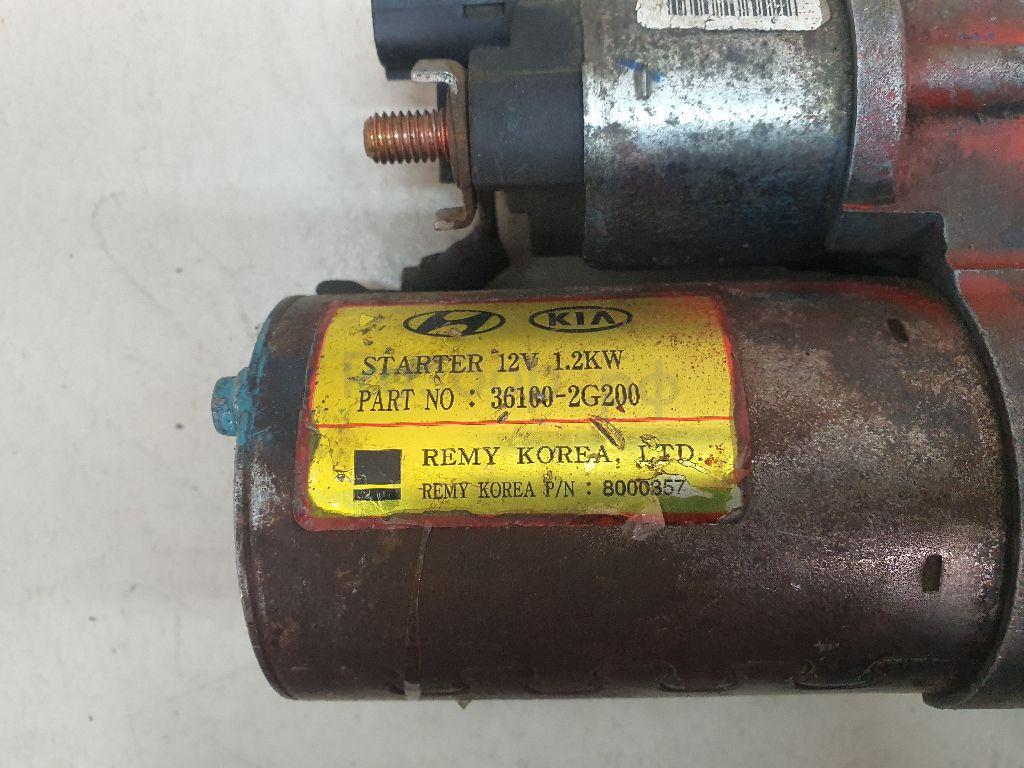 KIA
STARTER 12V 1.2KW
PART NO : 36100-2G200
REMY KOREA, LTD.
REMY KOREA P/N : 8000357